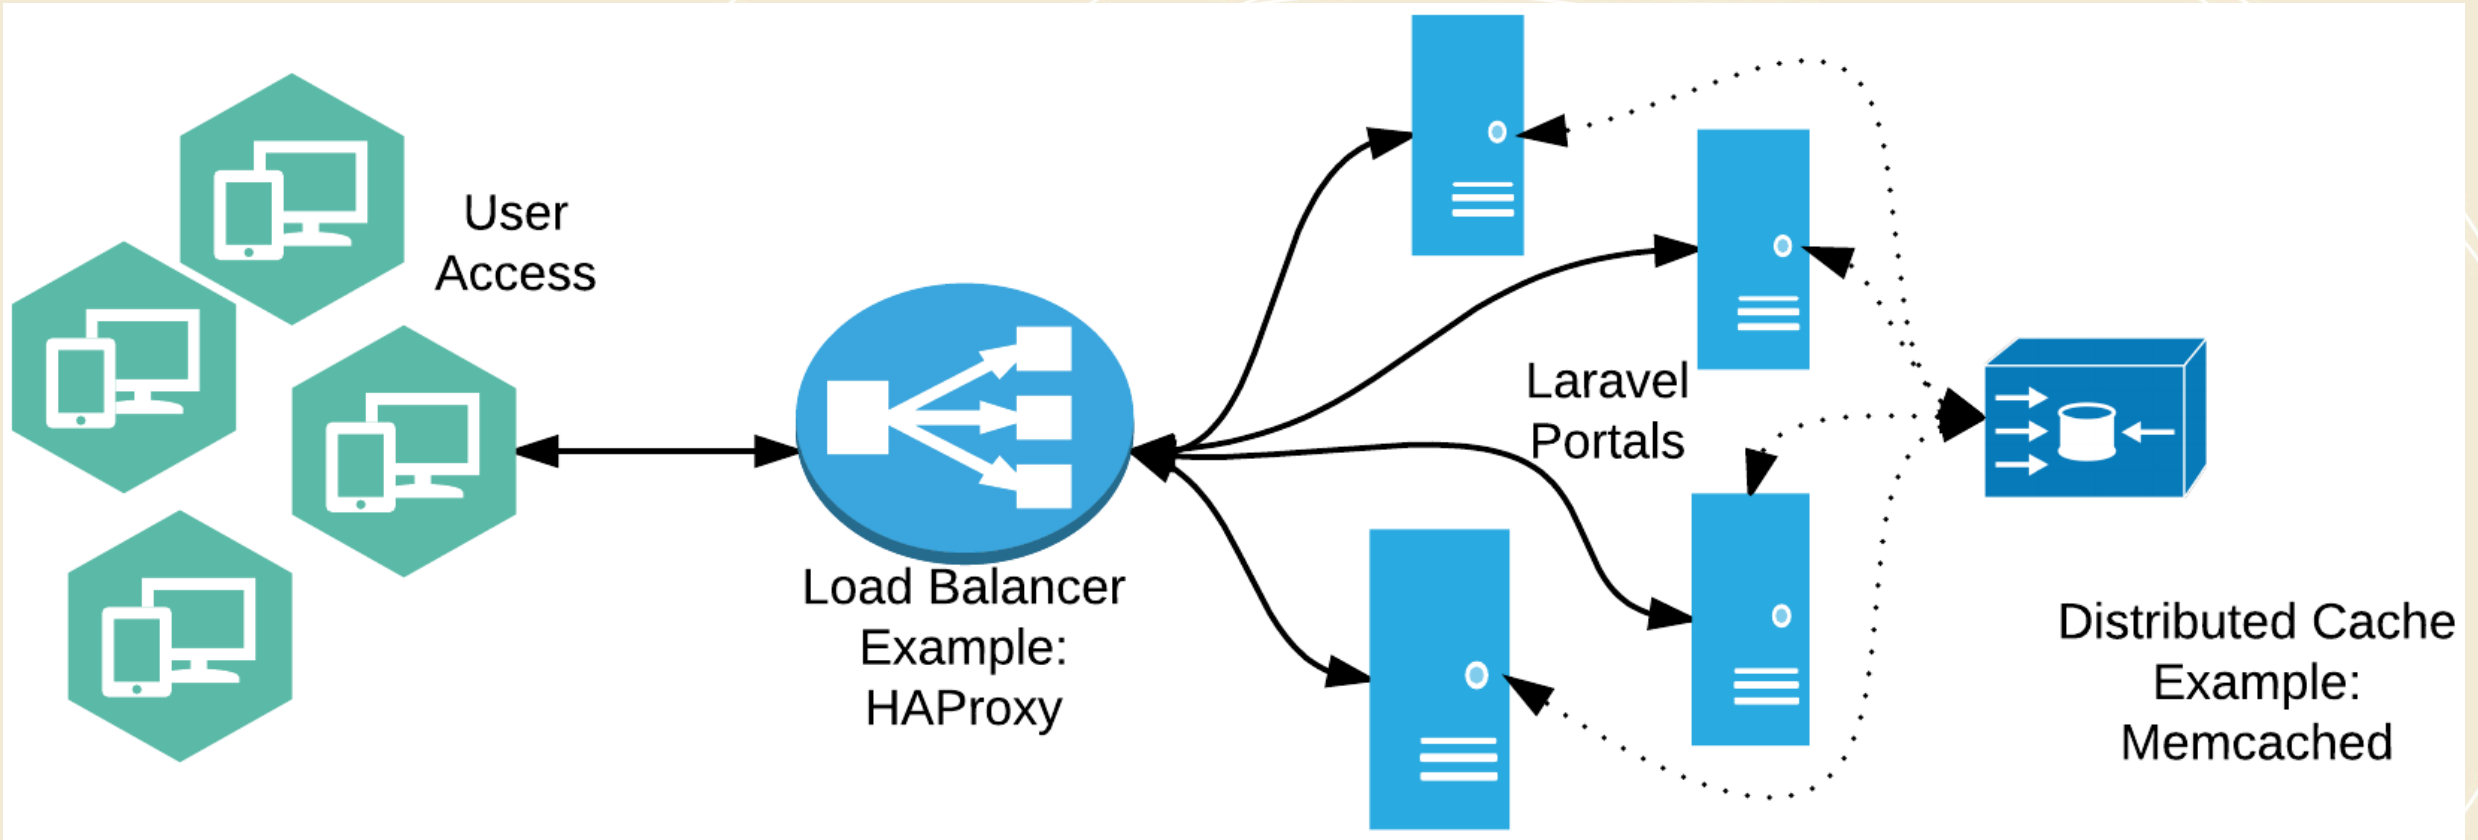 User
Access
Load Balancer
Example:
HAProxy
Laravel
Portals
Distributed Cache
Example:
Memcached